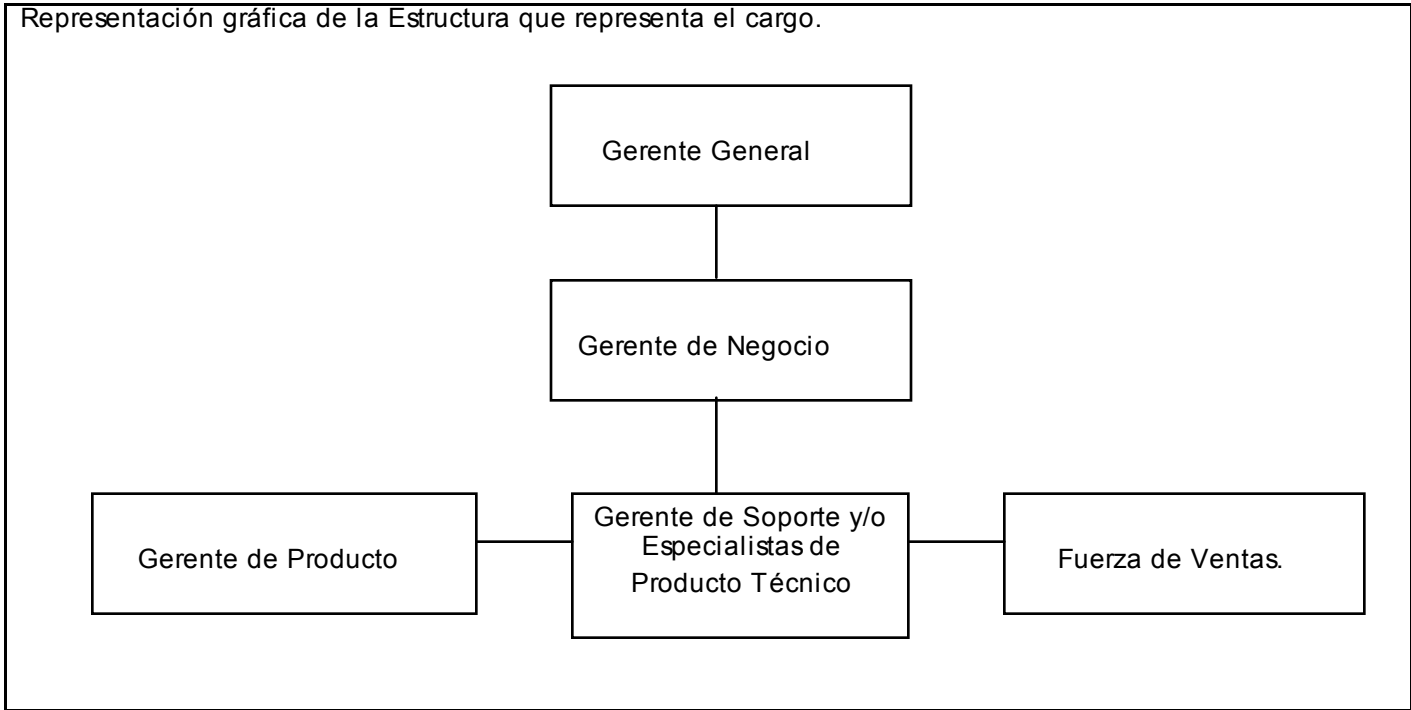 Representación gráfica de la Estructura que representa el cargo.
Gerente General
Gerente de Negocio
Gerente de Producto
Gerente de Soporte y/o
Especialistas de
Producto Técnico
Fuerza de Ventas.